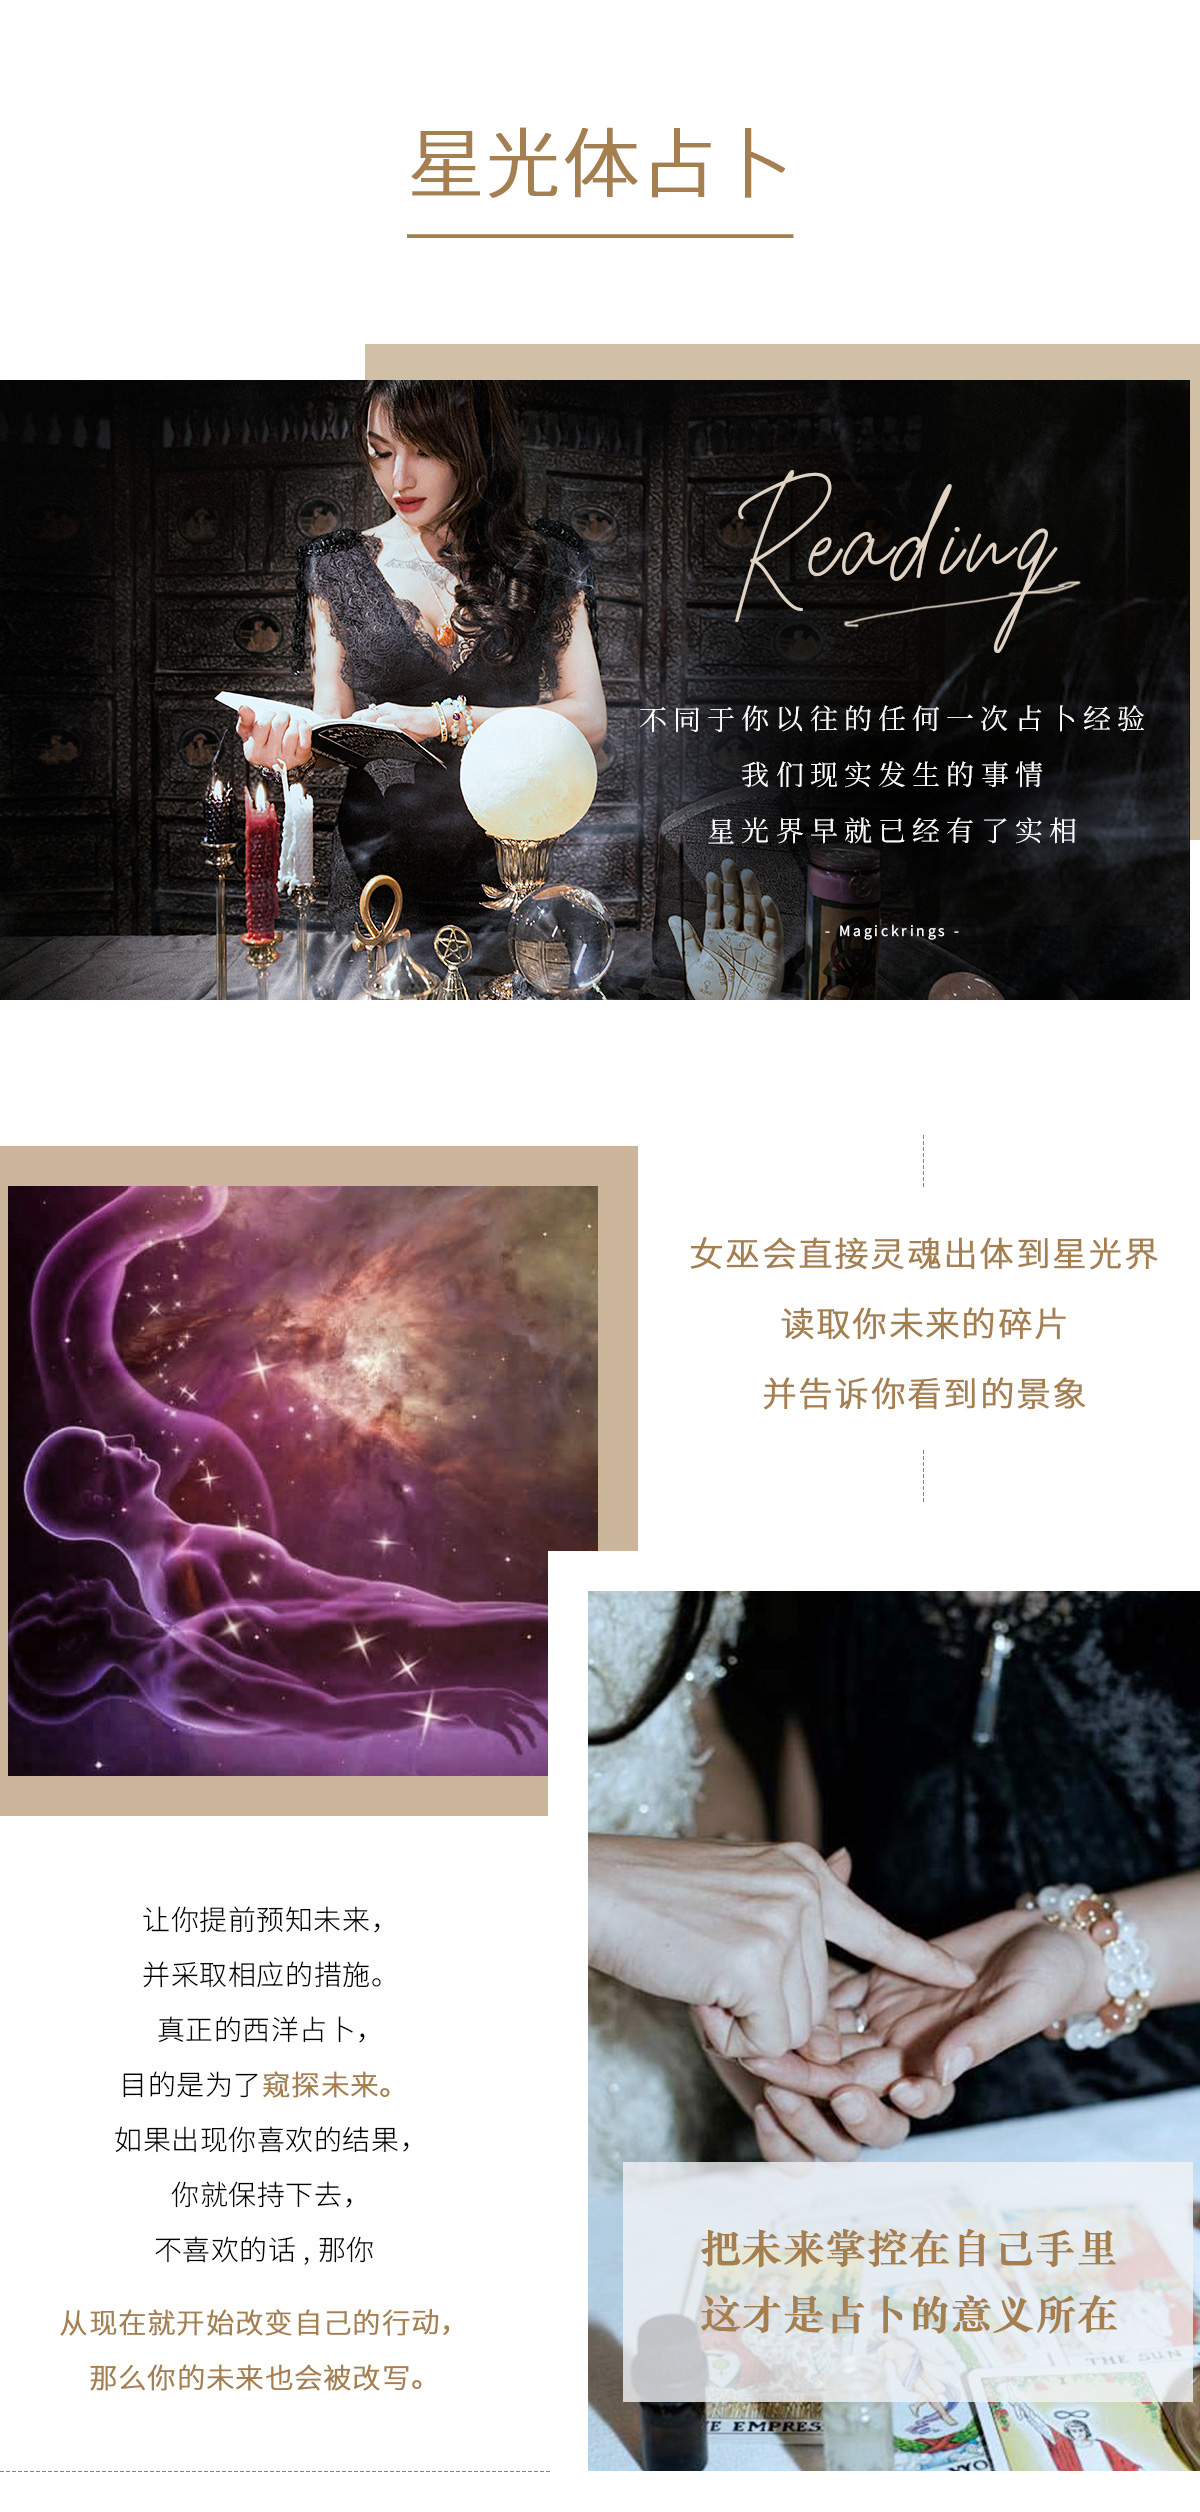 星光体占卜
Reading
不同于你以往的任何一次占卜经验
我们现实发生的事情
星光界早就已经有了实相
- Magickrings -
女巫会直接灵魂出体到星光界
读取你未来的碎片
并告诉你看到的景象
让你提前预知未来，
并采取相应的措施。
真正的西洋占卜，
目的是为了窥探未来。
如果出现你喜欢的结果，
你就保持下去，
不喜欢的话 , 那你
从现在就开始改变自己的行动，
那么你的未来也会被改写。
把未来掌控在自己手里
这才是占卜的意义所在
THE SUN
EMPRES
I